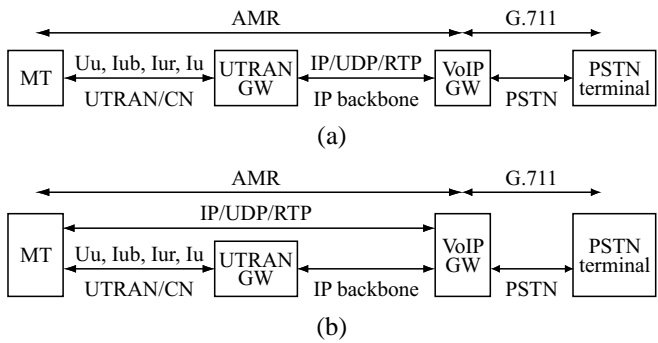 AMR G.711
MT Uu, Iub, Iur, Iu UTRAN GW IP/UDP/RTP VoIP GW PSTN terminal
UTRAN/CN IP backbone PSTN
(a)
AMR G.711
IP/UDP/RTP
MT Uu, Iub, Iur, Iu UTRAN GW VoIP GW PSTN terminal
UTRAN/CN IP backbone PSTN
(b)